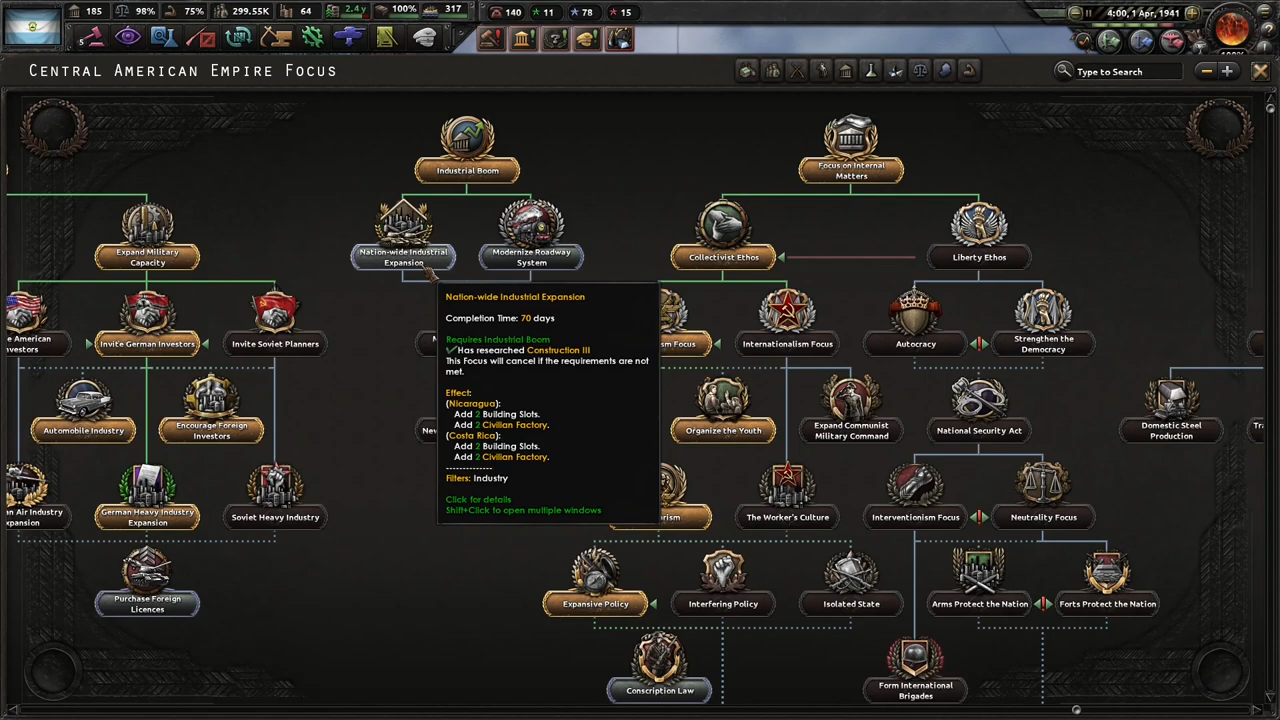 185
98%
75%
299.55K
64
2.4y
100%
317
140
11
78
15
4:00, 1 Apr, 1941
5
100%
Central American Empire Focus
Type to Search
Industrial Boom
Focus on Internal
Matters
Expand Military
Capacity
Nation-wide Industrial
Expansion
Modernize Roadway
System
Collectivist Ethos
Liberty Ethos
Nation-wide Industrial Expansion
Completion Time: 70 days
Requires Industrial Boom
Has researched Construction III
This Focus will cancel if the requirements are not
met.
Effect:
(Nicaragua):
Add 2 Building Slots.
Add 2 Civilian Factory.
(Costa Rica):
Add 2 Building Slots.
Add 2 Civilian Factory.
--------------
Filters: Industry
Click for details
Shift+Click to open multiple windows
American
Investors
Invite German Investors
Invite Soviet Planners
Focus
Internationalism Focus
Autocracy
Strengthen the
Democracy
Automobile Industry
Encourage Foreign
Investors
Organize the Youth
Expand Communist
Military Command
National Security Act
Domestic Steel
Production
Air Industry
German Heavy Industry
Expansion
Soviet Heavy Industry
The Worker's Culture
Interventionism Focus
Neutrality Focus
Purchase Foreign
Licences
Expansive Policy
Interfering Policy
Isolated State
Arms Protect the Nation
Forts Protect the Nation
Conscription Law
Form International
Brigades